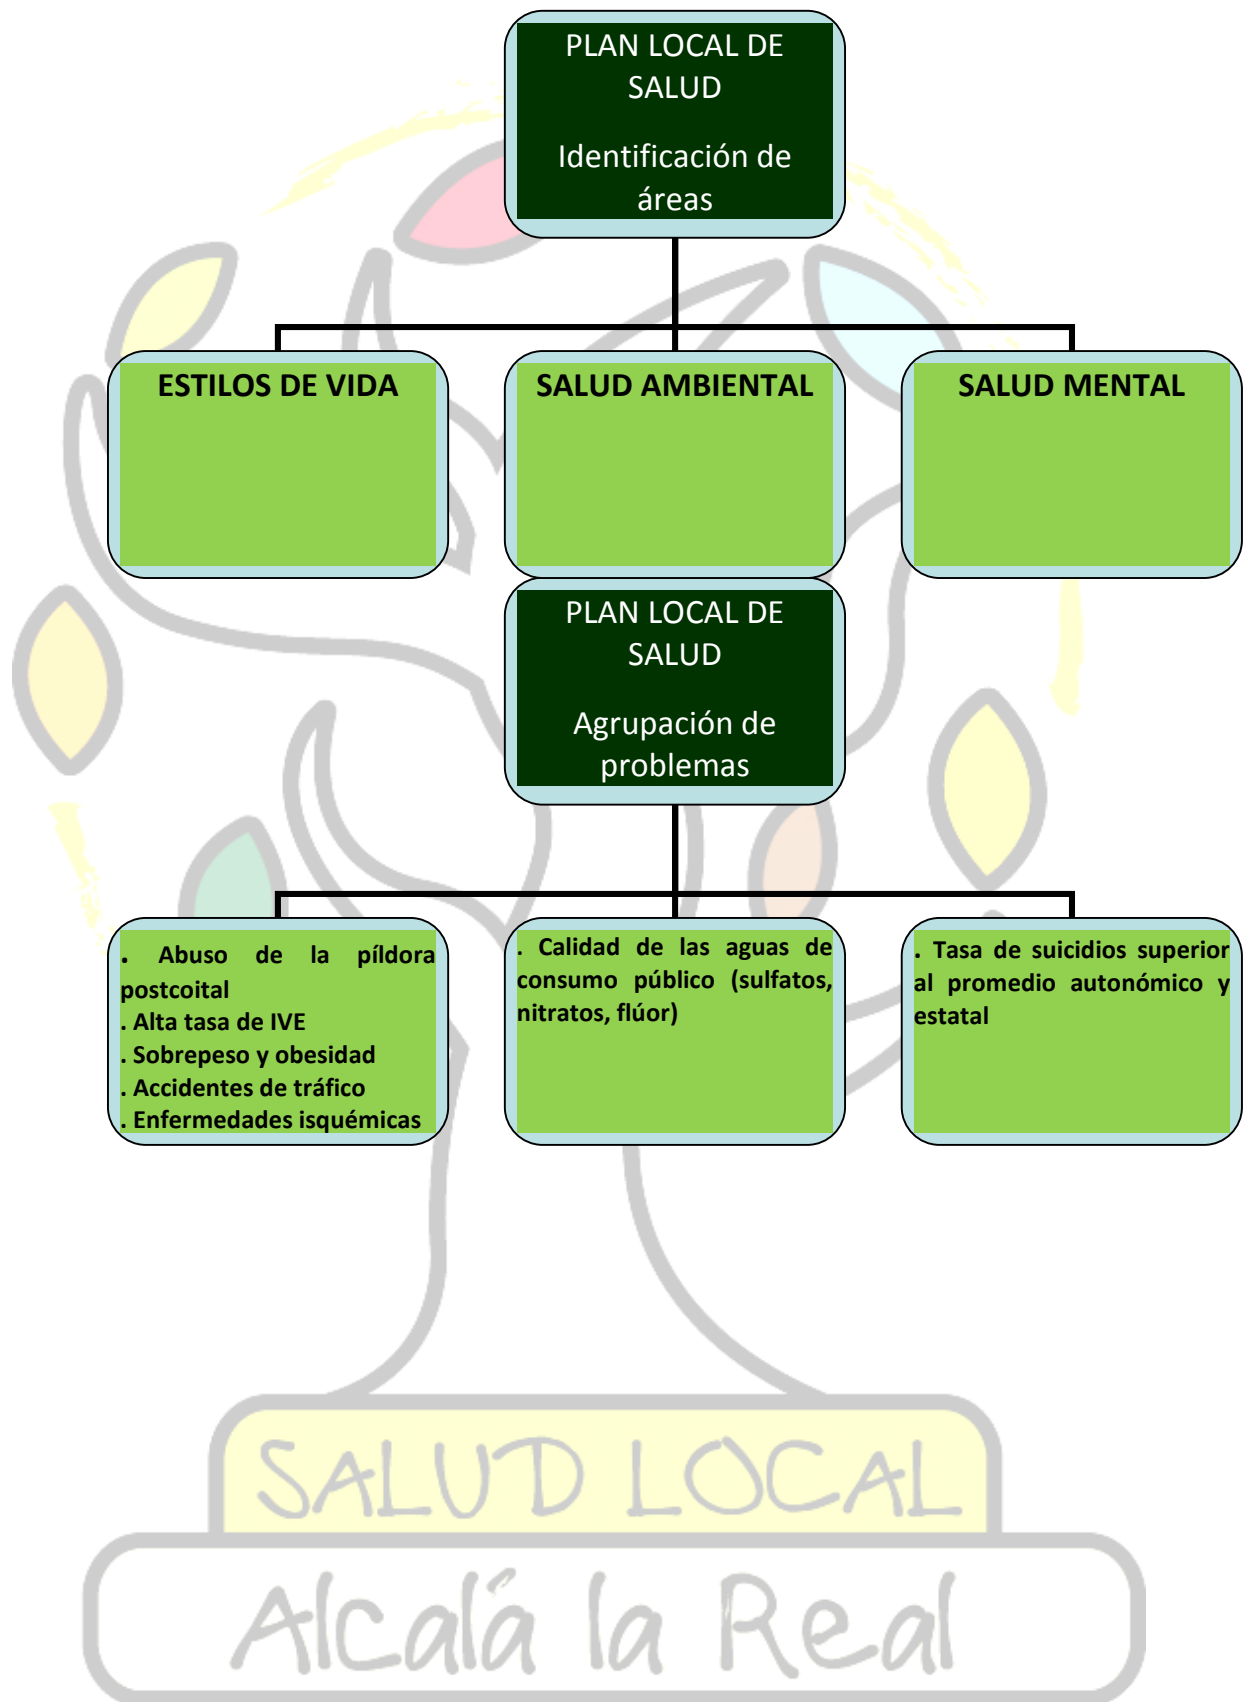 PLAN LOCAL DE
SALUD
Identificación de
áreas
ESTILOS DE VIDA
SALUD AMBIENTAL
SALUD MENTAL
PLAN LOCAL DE
SALUD
Agrupación de
problemas
. Abuso de la píldora
postcoital
. Alta tasa de IVE
. Sobrepeso y obesidad
. Accidentes de tráfico
. Enfermedades isquémicas
. Calidad de las aguas de
consumo público (sulfatos,
nitratos, flúor)
. Tasa de suicidios superior
al promedio autonómico y
estatal
SALUD LOCAL
Alcalá la Real